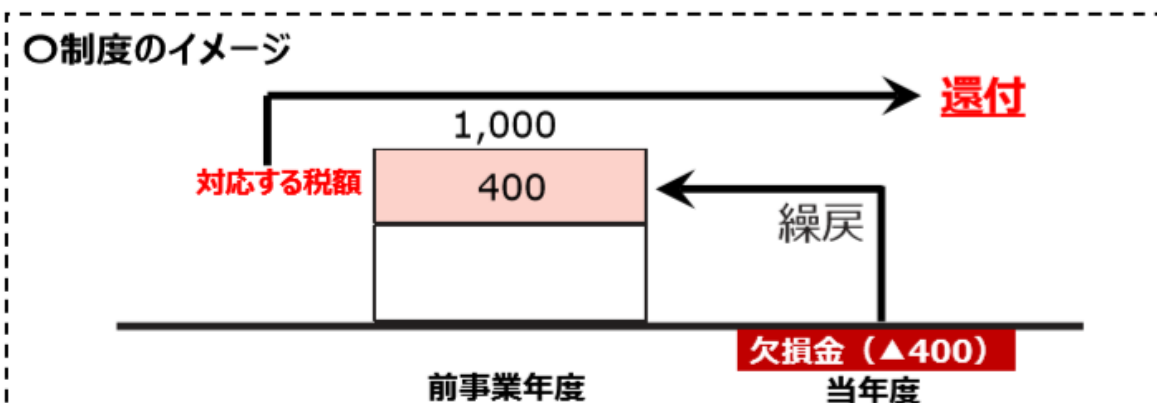 〇制度のイメージ
還付
1,000
対応する税額
400
繰戻
欠損金（▲400）
前事業年度
当年度